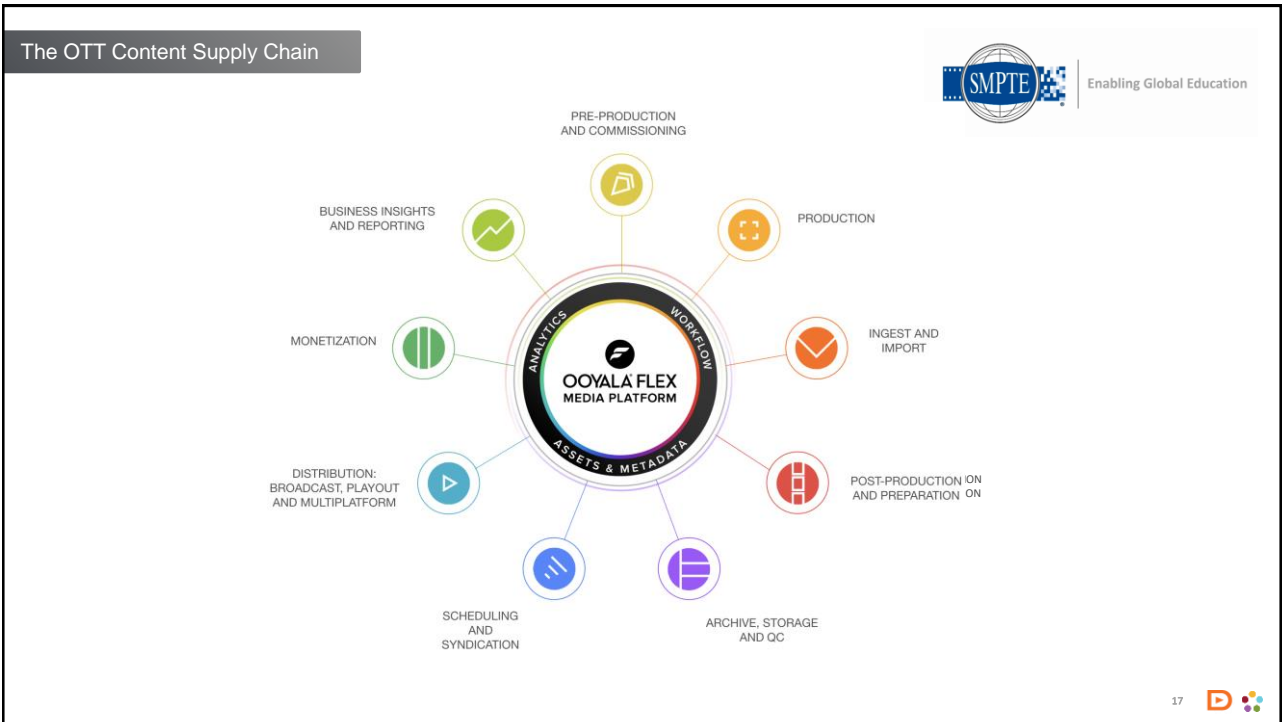 The OTT Content Supply Chain
SMPTE
Enabling Global Education
PRE-PRODUCTION
AND COMMISSIONING
BUSINESS INSIGHTS
AND REPORTING
PRODUCTION
MONETIZATION
INGEST AND
IMPORT
ANALYTICS
WORKFLOW
OOYALA FLEX
MEDIA PLATFORM
ASSETS & METADATA
DISTRIBUTION:
BROADCAST, PLAYOUT
AND MULTIPLATFORM
POST-PRODUCTION ON
AND PREPARATION ON
SCHEDULING
AND
SYNDICATION
ARCHIVE, STORAGE
AND QC
17